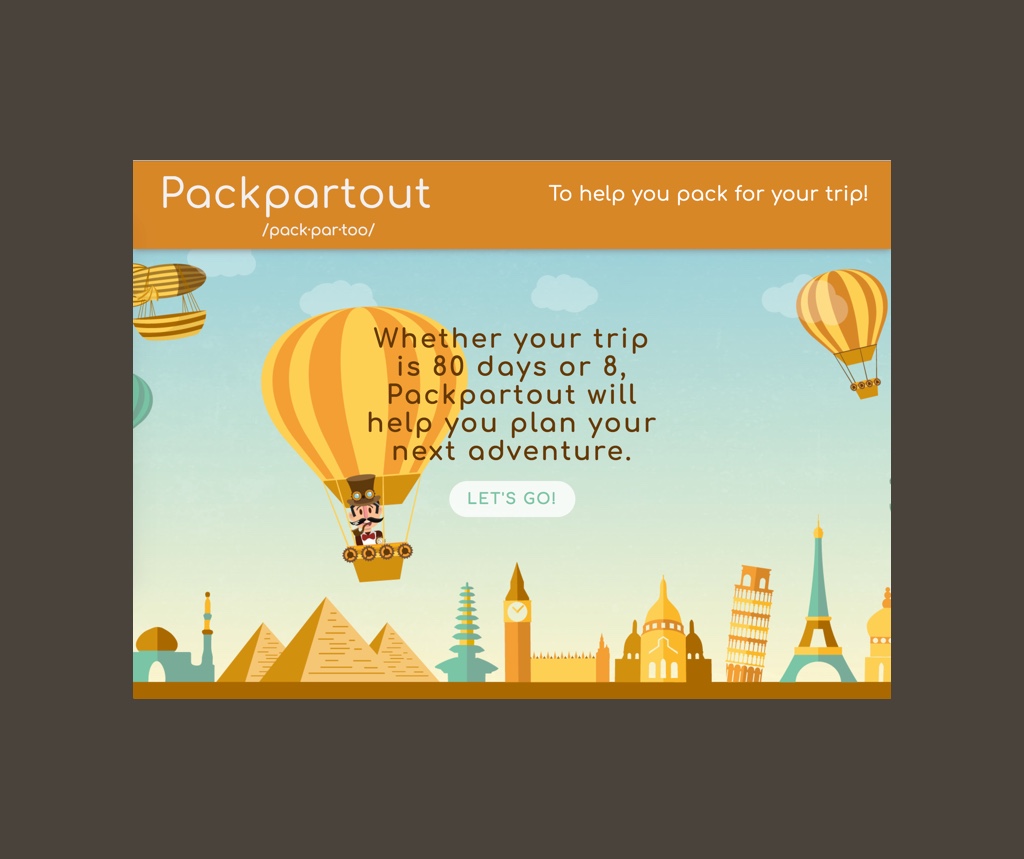 Packpartout
/pack·par·too/
To help you pack for your trip!
Whether your trip
is 80 days or 8,
Packpartout will
help you plan your
next adventure.
LET'S GO!